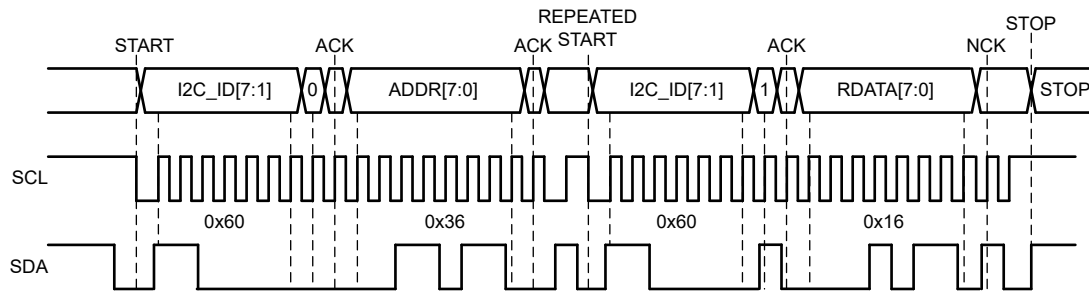 REPEATED
START
STOP
START
ACK
ACK
ACK
NCK
I2C_ID[7:1]
0
ADDR[7:0]
I2C_ID[7:1]
1
RDATA[7:0]
STOP
SCL
0x60
0x36
0x60
0x16
SDA